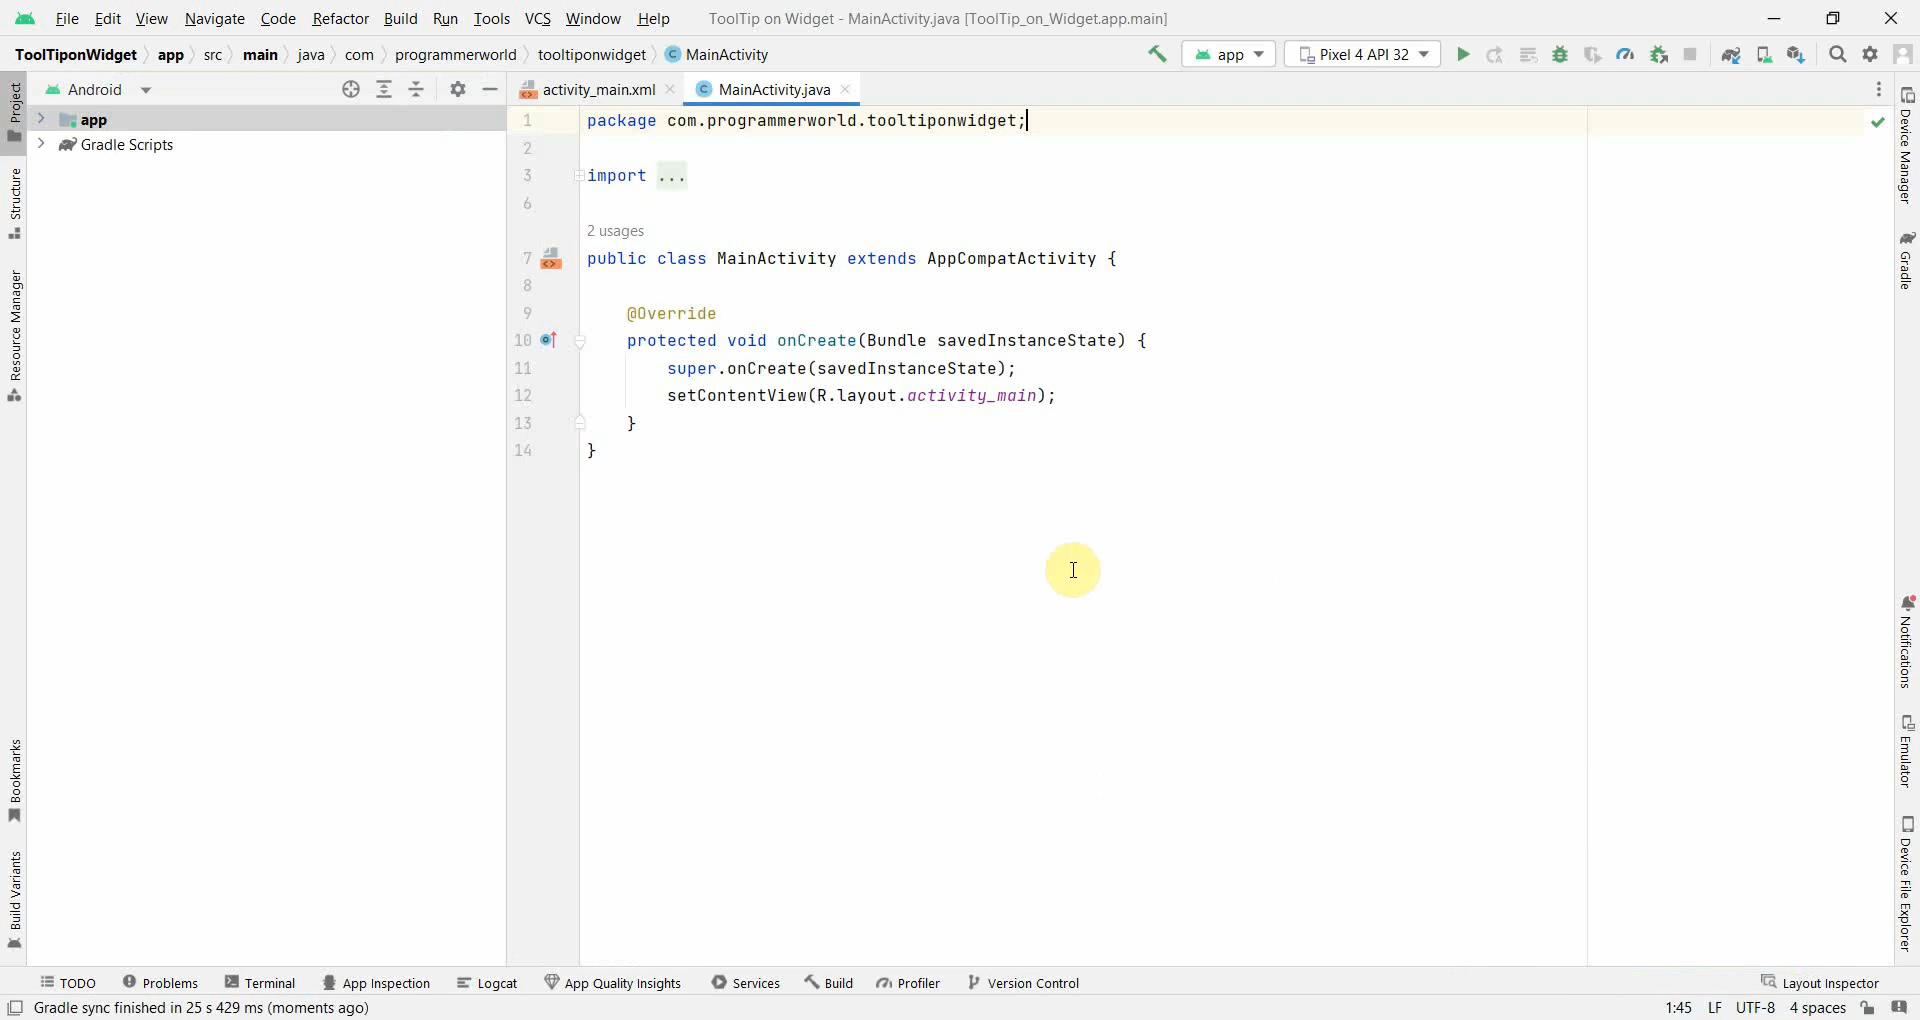 File Edit View Navigate Code Refactor Build Run Tools VCS Window Help ToolTip on Widget - MainActivity.java [ToolTip_on_Widget.app.main]
ToolTiponWidget app src main java com programmerworld tooltiponwidget C MainActivity app Pixel 4 API 32
Project Android activity_main.xml C MainActivity.java
app
Gradle Scripts
Structure
Resource Manager
Bookmarks
Build Variants
1 package com.programmerworld.tooltiponwidget;
2
3 import ...
6
2 usages
7 public class MainActivity extends AppCompatActivity {
8
9 @Override
10 protected void onCreate(Bundle savedInstanceState) {
11 super.onCreate(savedInstanceState);
12 setContentView(R.layout.activity_main);
13 }
14 }
Device Manager
Gradle
Notifications
Emulator
Device File Explorer
TODO Problems Terminal App Inspection Logcat App Quality Insights Services Build Profiler Version Control Layout Inspector
Gradle sync finished in 25 s 429 ms (moments ago) 1:45 LF UTF-8 4 spaces